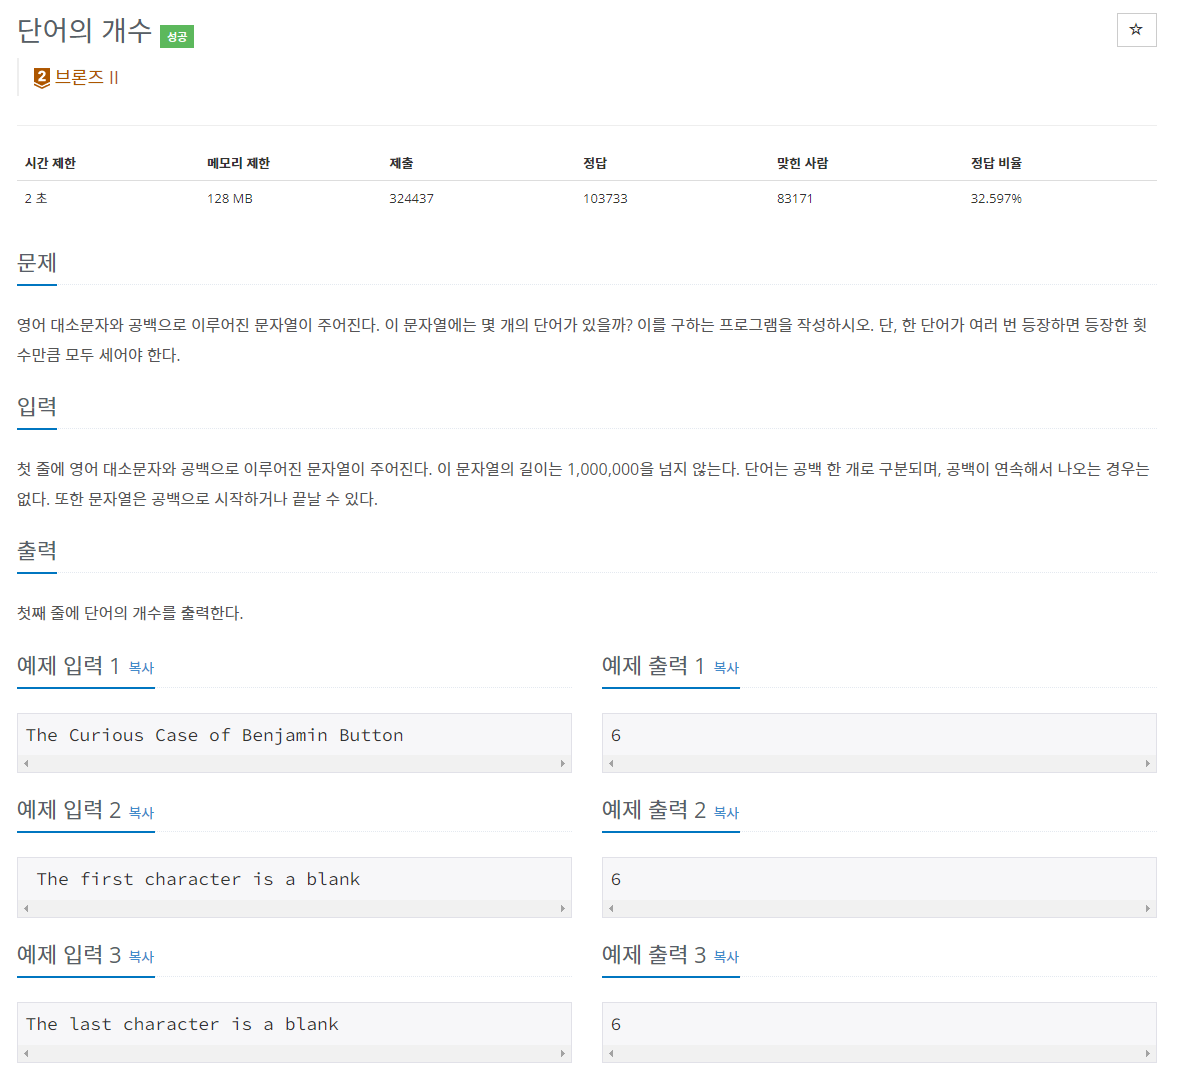 단어의 개수 성공
☆
2 브론즈 II
시간 제한 메모리 제한 제출 정답 맞힌 사람 정답 비율
2 초 128 MB 324437 103733 83171 32.597%
문제
영어 대소문자와 공백으로 이루어진 문자열이 주어진다. 이 문자열에는 몇 개의 단어가 있을까? 이를 구하는 프로그램을 작성하시오. 단, 한 단어가 여러 번 등장하면 등장한 횟
수만큼 모두 세어야 한다.
입력
첫 줄에 영어 대소문자와 공백으로 이루어진 문자열이 주어진다. 이 문자열의 길이는 1,000,000을 넘지 않는다. 단어는 공백 한 개로 구분되며, 공백이 연속해서 나오는 경우는
없다. 또한 문자열은 공백으로 시작하거나 끝날 수 있다.
출력
첫째 줄에 단어의 개수를 출력한다.
예제 입력 1 복사
예제 출력 1 복사
The Curious Case of Benjamin Button
6
예제 입력 2 복사
예제 출력 2 복사
 The first character is a blank
6
예제 입력 3 복사
예제 출력 3 복사
The last character is a blank
6